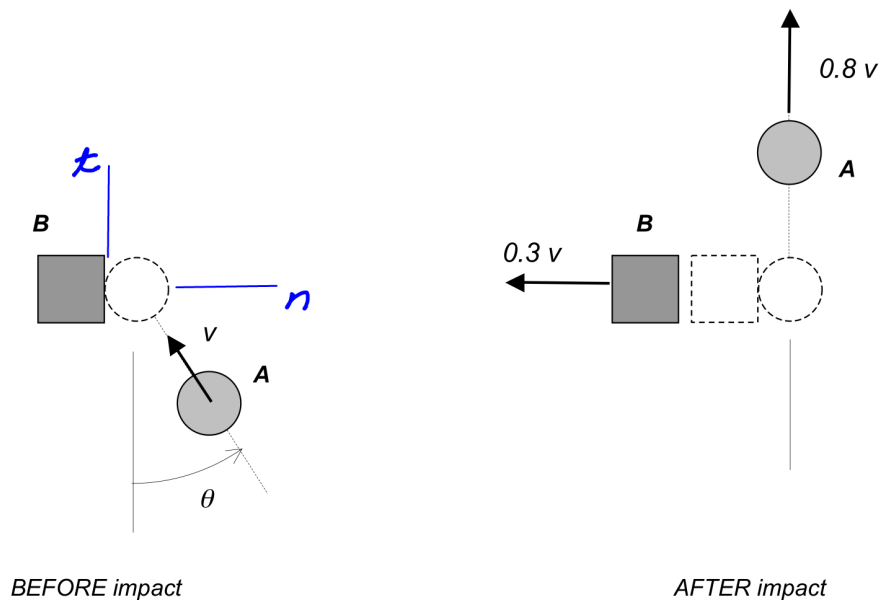 0.8 v
A
t
B
B
0.3 v
n
v
A
θ
BEFORE impact
AFTER impact